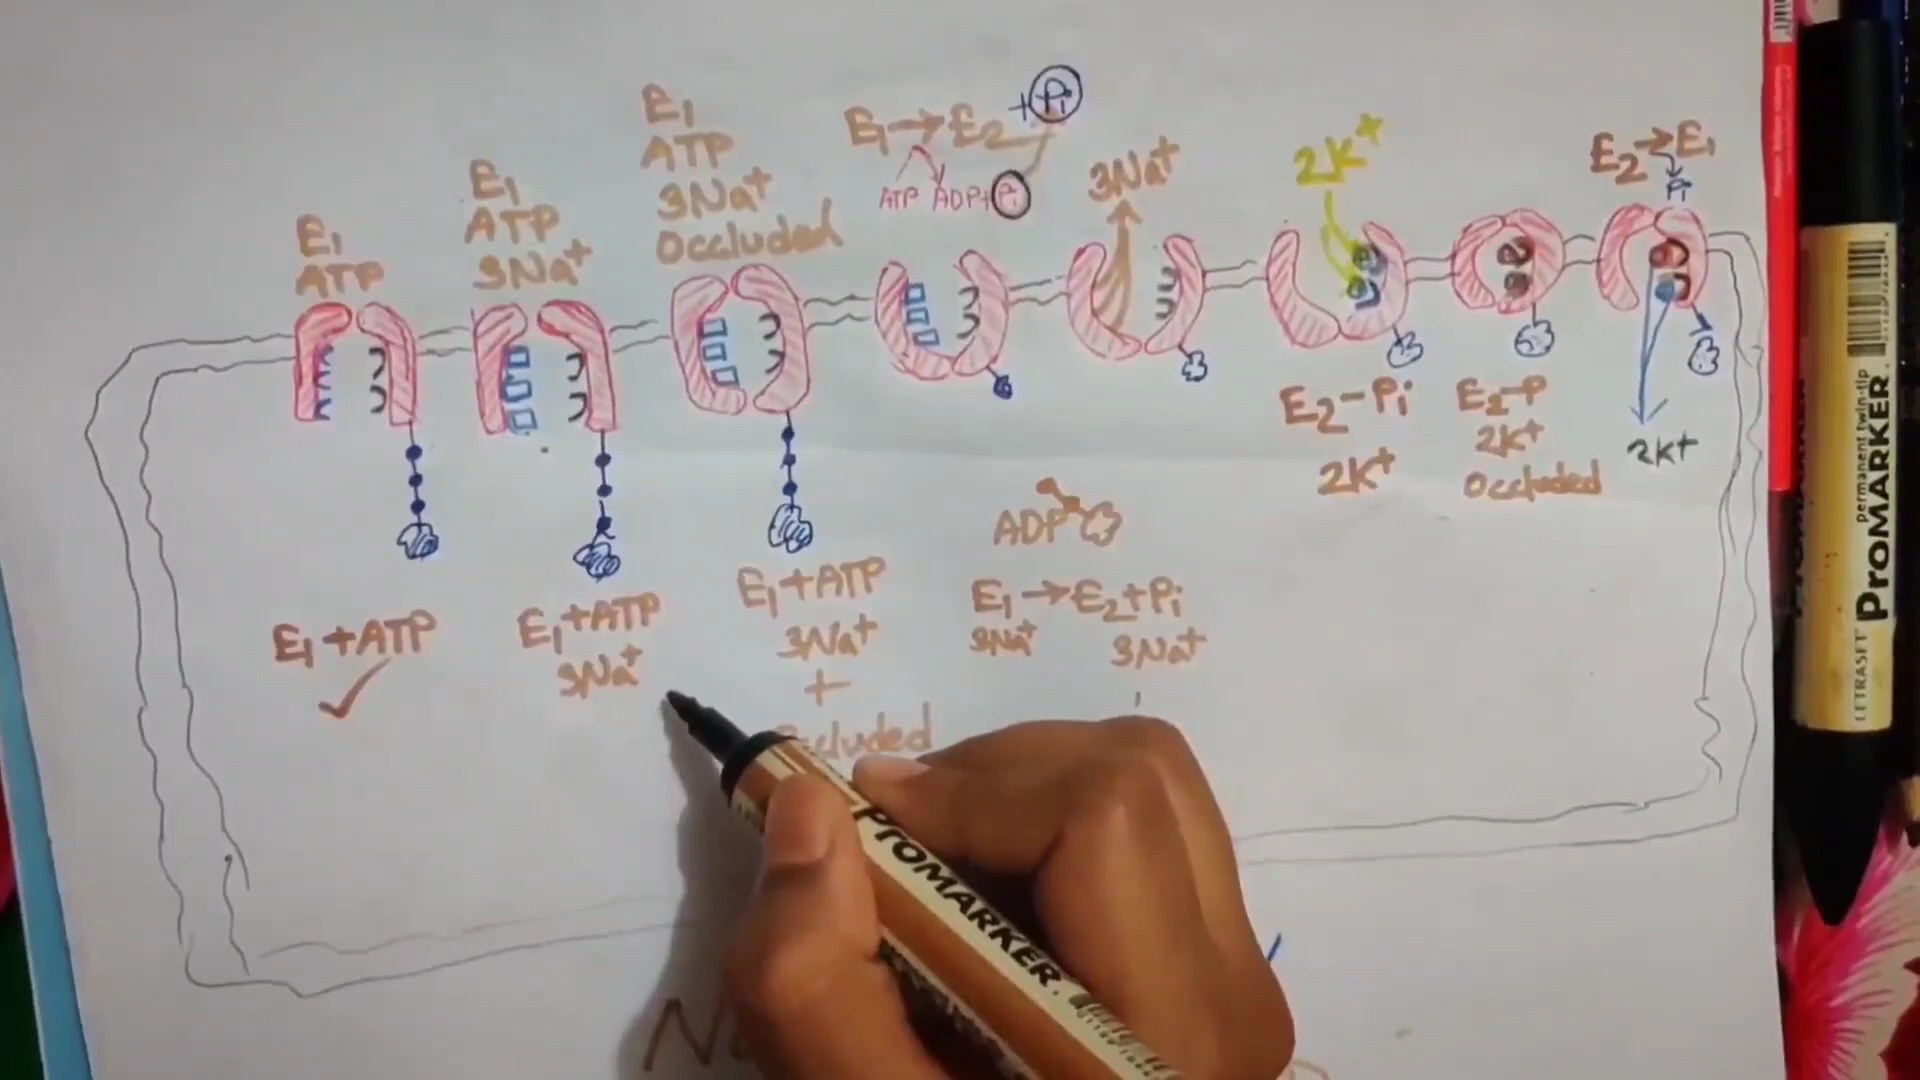 E1
ATP
E1
ATP
3Na+
E1
ATP
3Na+
Occluded
E1→E2 +Pi
ATP ADP+Pi
3Na+
2K+
E2→E1
Pi
E2-Pi
2K+
E2-P
2K+
Occluded
2K+
ADP
E1+ATP
E1+ATP
3Na+
E1+ATP
3Na+
+
E1→E2+Pi
3Na+ 3Na+
PROMARKER.
LETRASET PROMARKER
permanent twin-tip